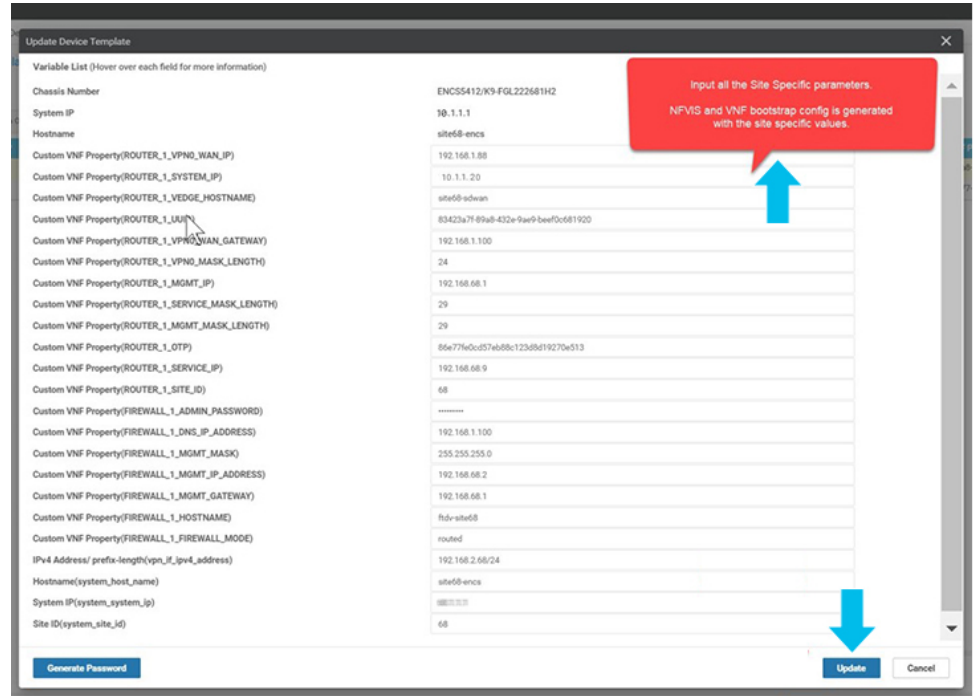 Update Device Template
Variable List (Hover over each field for more information)
Input all the Site Specific parameters.
NFVIS and VNF bootstrap config is generated
with the site specific values.
Chassis Number ENCS5412/K9-FGL222681H2
System IP 10.1.1.1
Hostname site68-encs
Custom VNF Property(ROUTER_1_VPN0_WAN_IP) 192.168.1.88
Custom VNF Property(ROUTER_1_SYSTEM_IP) 10.1.1.20
Custom VNF Property(ROUTER_1_VEDGE_HOSTNAME) site68-sdwan
Custom VNF Property(ROUTER_1_UUID) 83423a7f-89a8-432e-9ae9-beef0c681920
Custom VNF Property(ROUTER_1_VPN0_WAN_GATEWAY) 192.168.1.100
Custom VNF Property(ROUTER_1_VPN0_MASK_LENGTH) 24
Custom VNF Property(ROUTER_1_MGMT_IP) 192.168.68.1
Custom VNF Property(ROUTER_1_SERVICE_MASK_LENGTH) 29
Custom VNF Property(ROUTER_1_MGMT_MASK_LENGTH) 29
Custom VNF Property(ROUTER_1_OTP) 86e77fe0cd57eb88c123d8d19270e513
Custom VNF Property(ROUTER_1_SERVICE_IP) 192.168.68.9
Custom VNF Property(ROUTER_1_SITE_ID) 68
Custom VNF Property(FIREWALL_1_ADMIN_PASSWORD) ··········
Custom VNF Property(FIREWALL_1_DNS_IP_ADDRESS) 192.168.1.100
Custom VNF Property(FIREWALL_1_MGMT_MASK) 255.255.255.0
Custom VNF Property(FIREWALL_1_MGMT_IP_ADDRESS) 192.168.68.2
Custom VNF Property(FIREWALL_1_MGMT_GATEWAY) 192.168.68.1
Custom VNF Property(FIREWALL_1_HOSTNAME) ftdv-site68
Custom VNF Property(FIREWALL_1_FIREWALL_MODE) routed
IPv4 Address/ prefix-length(vpn_if_ipv4_address) 192.168.2.68/24
Hostname(system_host_name) site68-encs
System IP(system_system_ip)
Site ID(system_site_id) 68
Generate Password
Update
Cancel